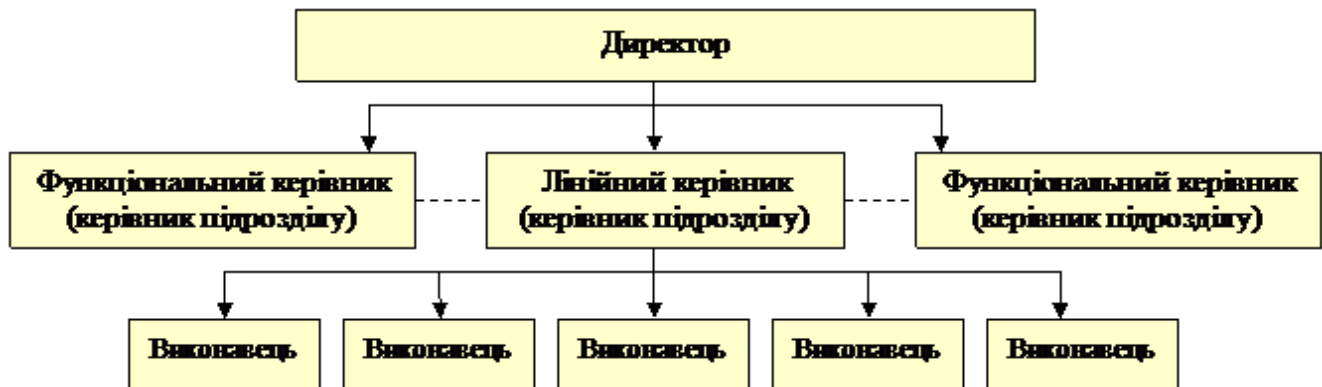 Директор
Функціональний керівник
(керівник підрозділу)
Лінійний керівник
(керівник підрозділу)
Функціональний керівник
(керівник підрозділу)
Виконавець
Виконавець
Виконавець
Виконавець
Виконавець